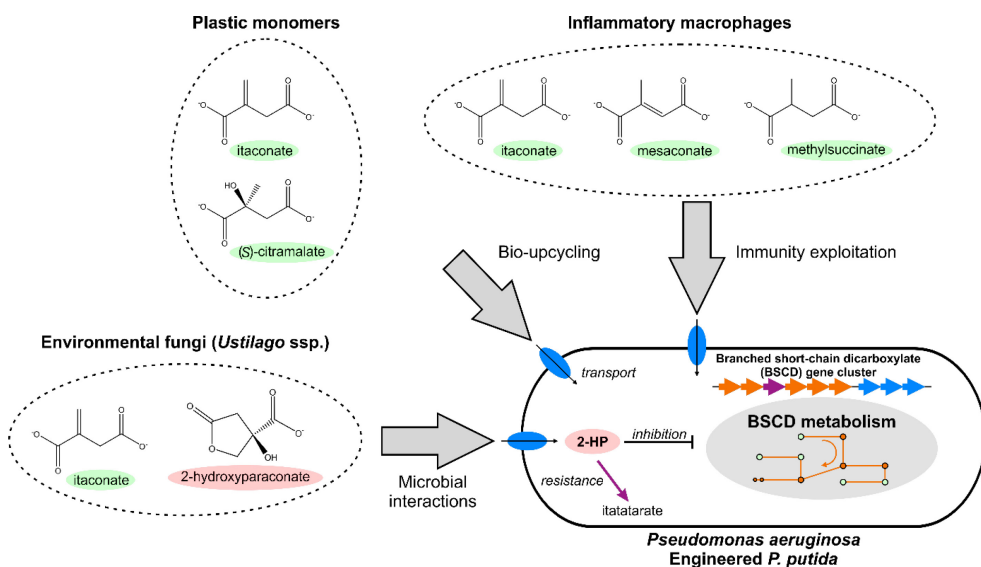 Plastic monomers
-O
O
O
O-
itaconate
HO
-O
O
O
O-
(S)-citramalate
Inflammatory macrophages
-O
O
O
O-
itaconate
-O
O
O
O-
mesaconate
-O
O
O
O-
methylsuccinate
Bio-upcycling
Immunity exploitation
Environmental fungi (Ustilago ssp.)
-O
O
O
O-
itaconate
O
O
O
O-
OH
2-hydroxyparaconate
Microbial
interactions
transport
Branched short-chain dicarboxylate
(BSCD) gene cluster
BSCD metabolism
2-HP
inhibition
resistance
itatatarate
Pseudomonas aeruginosa
Engineered P. putida